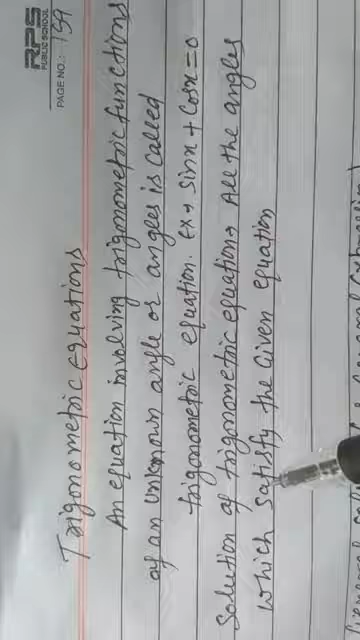 RPS
PUBLIC SCHOOL
PAGE NO.: 159
Trigonometric equations
An equation involving trigonometric functions
of an unknown angle or angles is called
trigonometric equation. Ex→ Sinx + Cosx = 0
Solution of trigonometric equation→ All the angles
which satisfy the Given equation